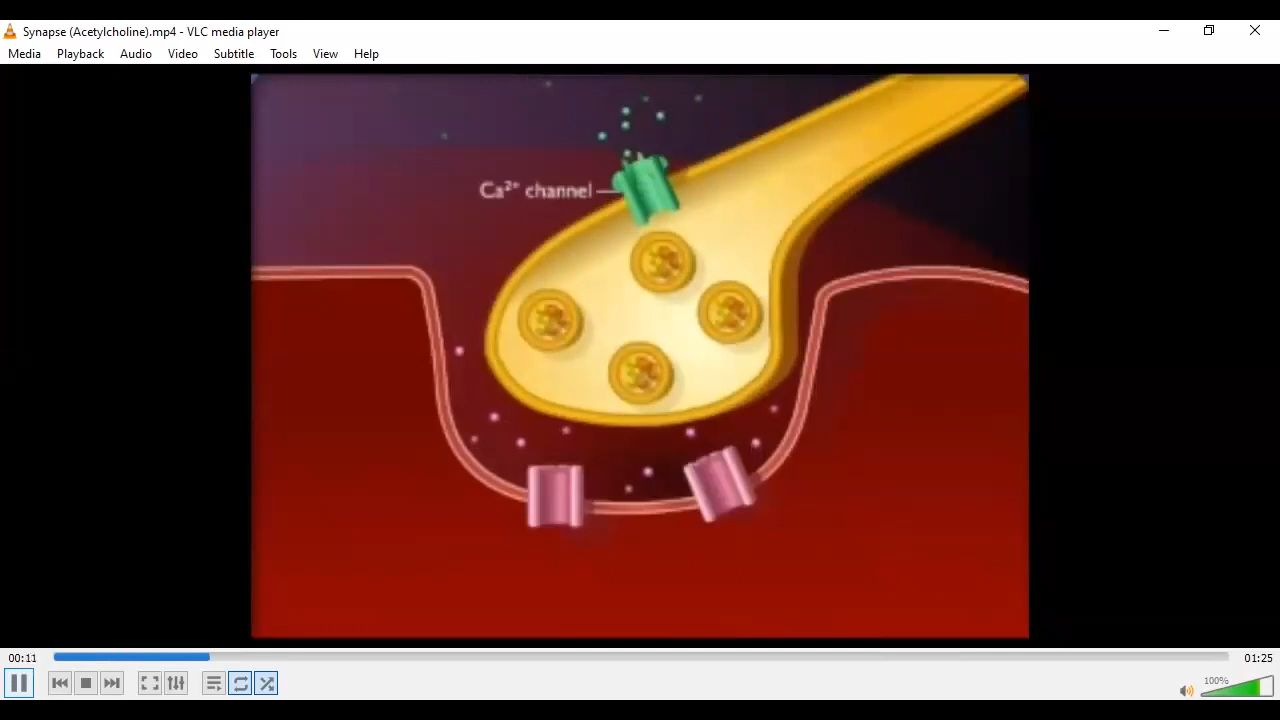 Synapse (Acetylcholine).mp4 - VLC media player
Media Playback Audio Video Subtitle Tools View Help
Ca²⁺ channel
00:11 01:25
100%